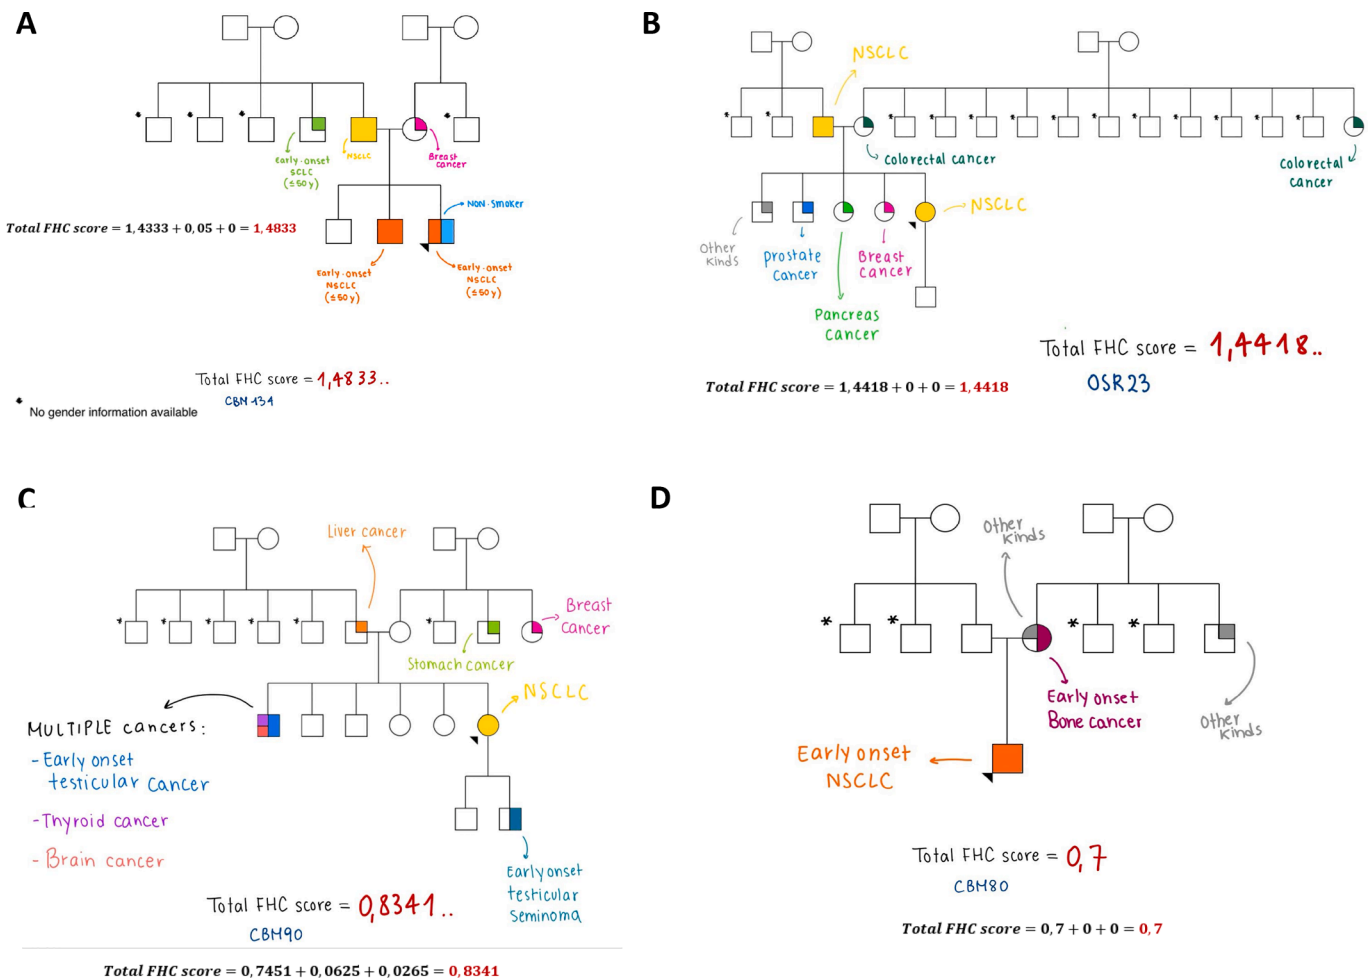 A
*
*
*
*
Early-onset
SCLC
(≤50y)
NSCLC
Breast
cancer
NON-Smoker
Total FHC score = 1,4333 + 0,05 + 0 = 1,4833
Early-onset
NSCLC
(≤50y)
Early-onset
NSCLC
(≤50y)
Total FHC score = 1,4833..
CBM 134
* No gender information available
B
NSCLC
*
*
*
*
*
*
*
*
*
*
*
*
*
Colorectal cancer
Colorectal
cancer
NSCLC
Other
Kinds
prostate
Cancer
Breast
cancer
Pancreas
cancer
Total FHC score = 1,4418..
OSR23
Total FHC score = 1,4418 + 0 + 0 = 1,4418
C
Liver cancer
*
*
*
*
*
*
Breast
Cancer
Stomach cancer
NSCLC
MULTIPLE cancers:
- Early onset
testicular cancer
- Thyroid cancer
- Brain cancer
Early onset
testicular
Seminoma
Total FHC score = 0,8341..
CBM90
Total FHC score = 0,7451 + 0,0625 + 0,0265 = 0,8341
D
Other
Kinds
*
*
*
*
Early onset
Bone cancer
Other
Kinds
Early onset
NSCLC
Total FHC score = 0,7
CBM80
Total FHC score = 0,7 + 0 + 0 = 0,7